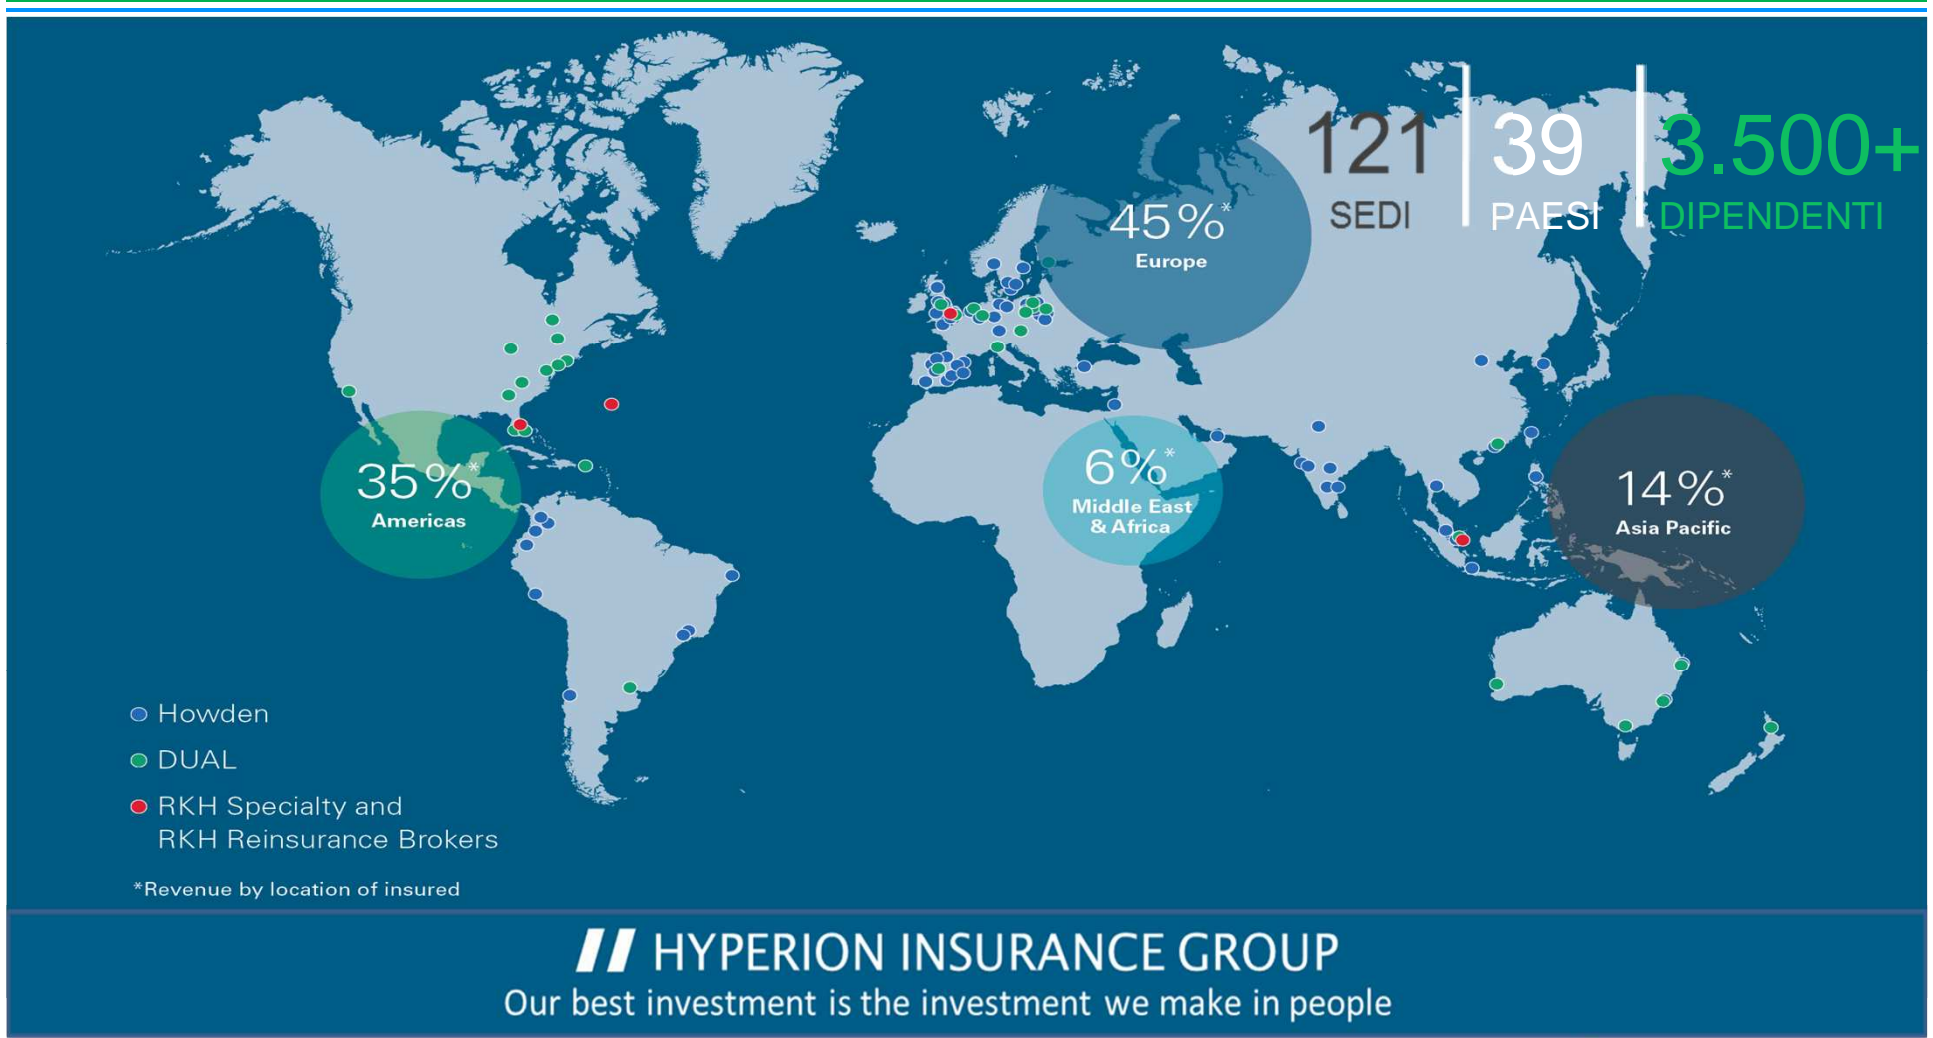 121
SEDI
39
PAESI
3.500+
DIPENDENTI
45%*
Europe
35%*
Americas
6%*
Middle East
& Africa
14%*
Asia Pacific
Howden
DUAL
RKH Specialty and
RKH Reinsurance Brokers
*Revenue by location of insured
HYPERION INSURANCE GROUP
Our best investment is the investment we make in people